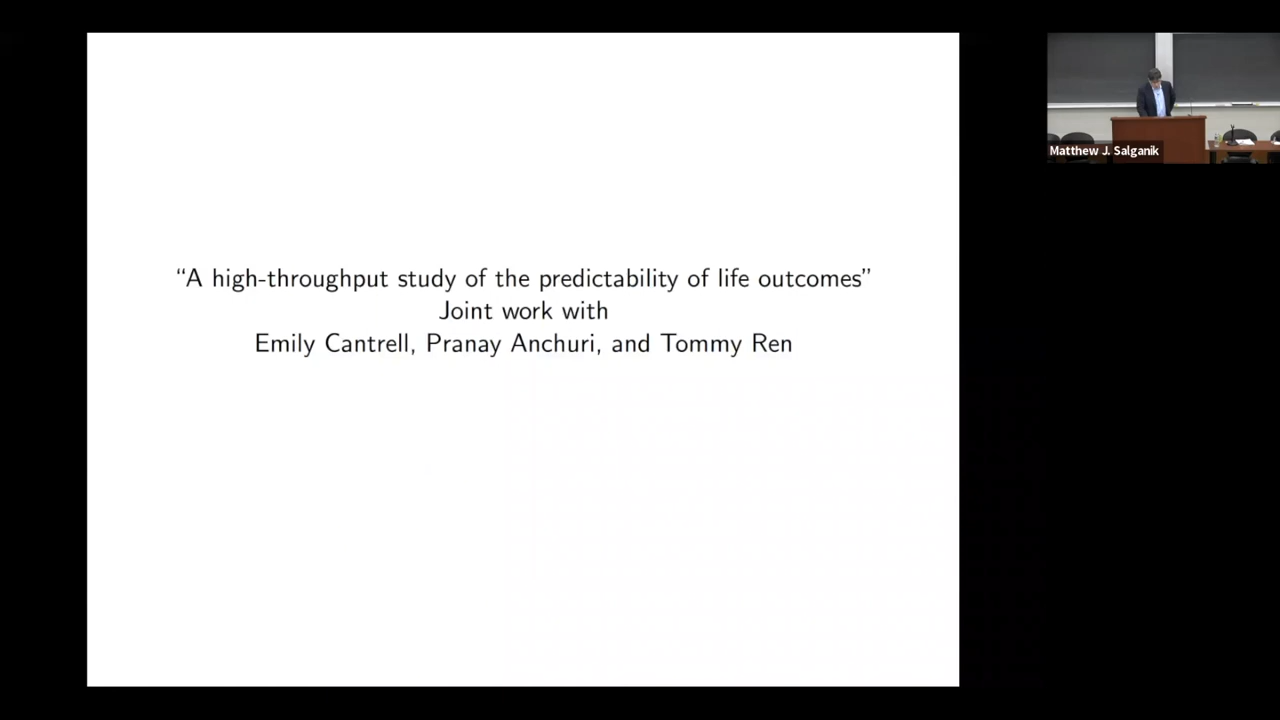 “A high-throughput study of the predictability of life outcomes”
Joint work with
Emily Cantrell, Pranay Anchuri, and Tommy Ren
Matthew J. Salganik